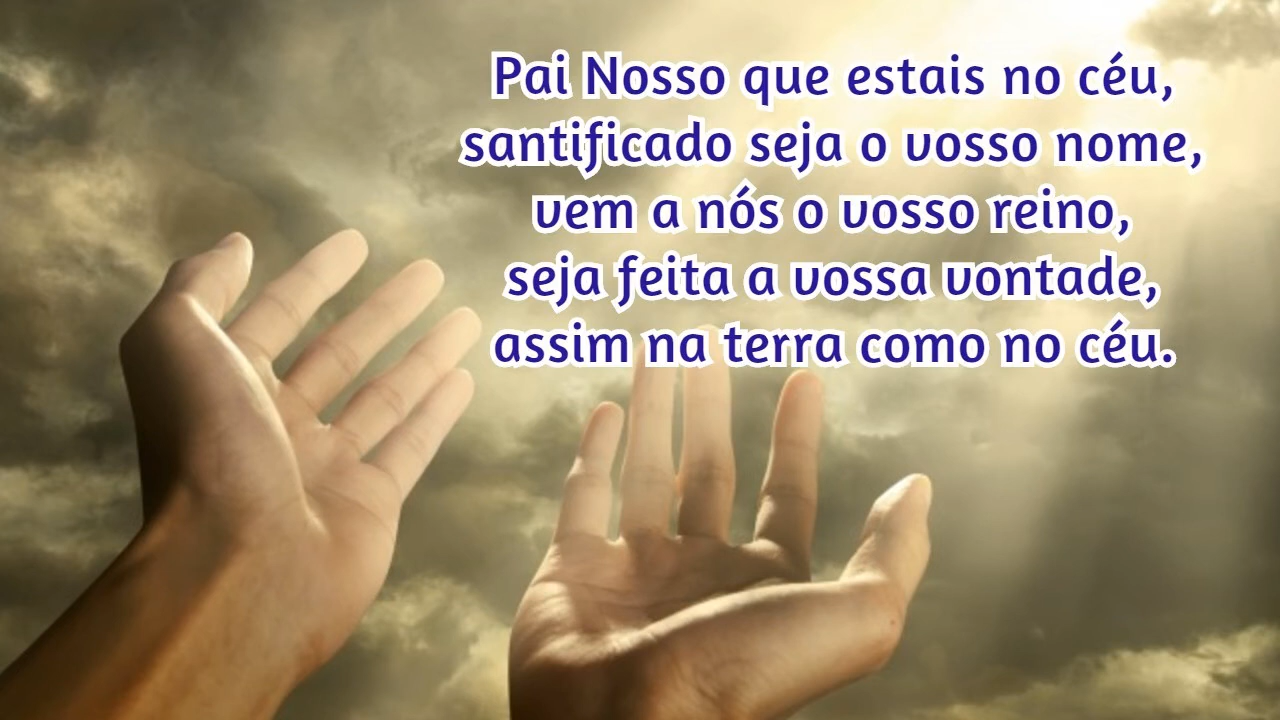 Pai Nosso que estais no céu,
santificado seja o vosso nome,
vem a nós o vosso reino,
seja feita a vossa vontade,
assim na terra como no céu.